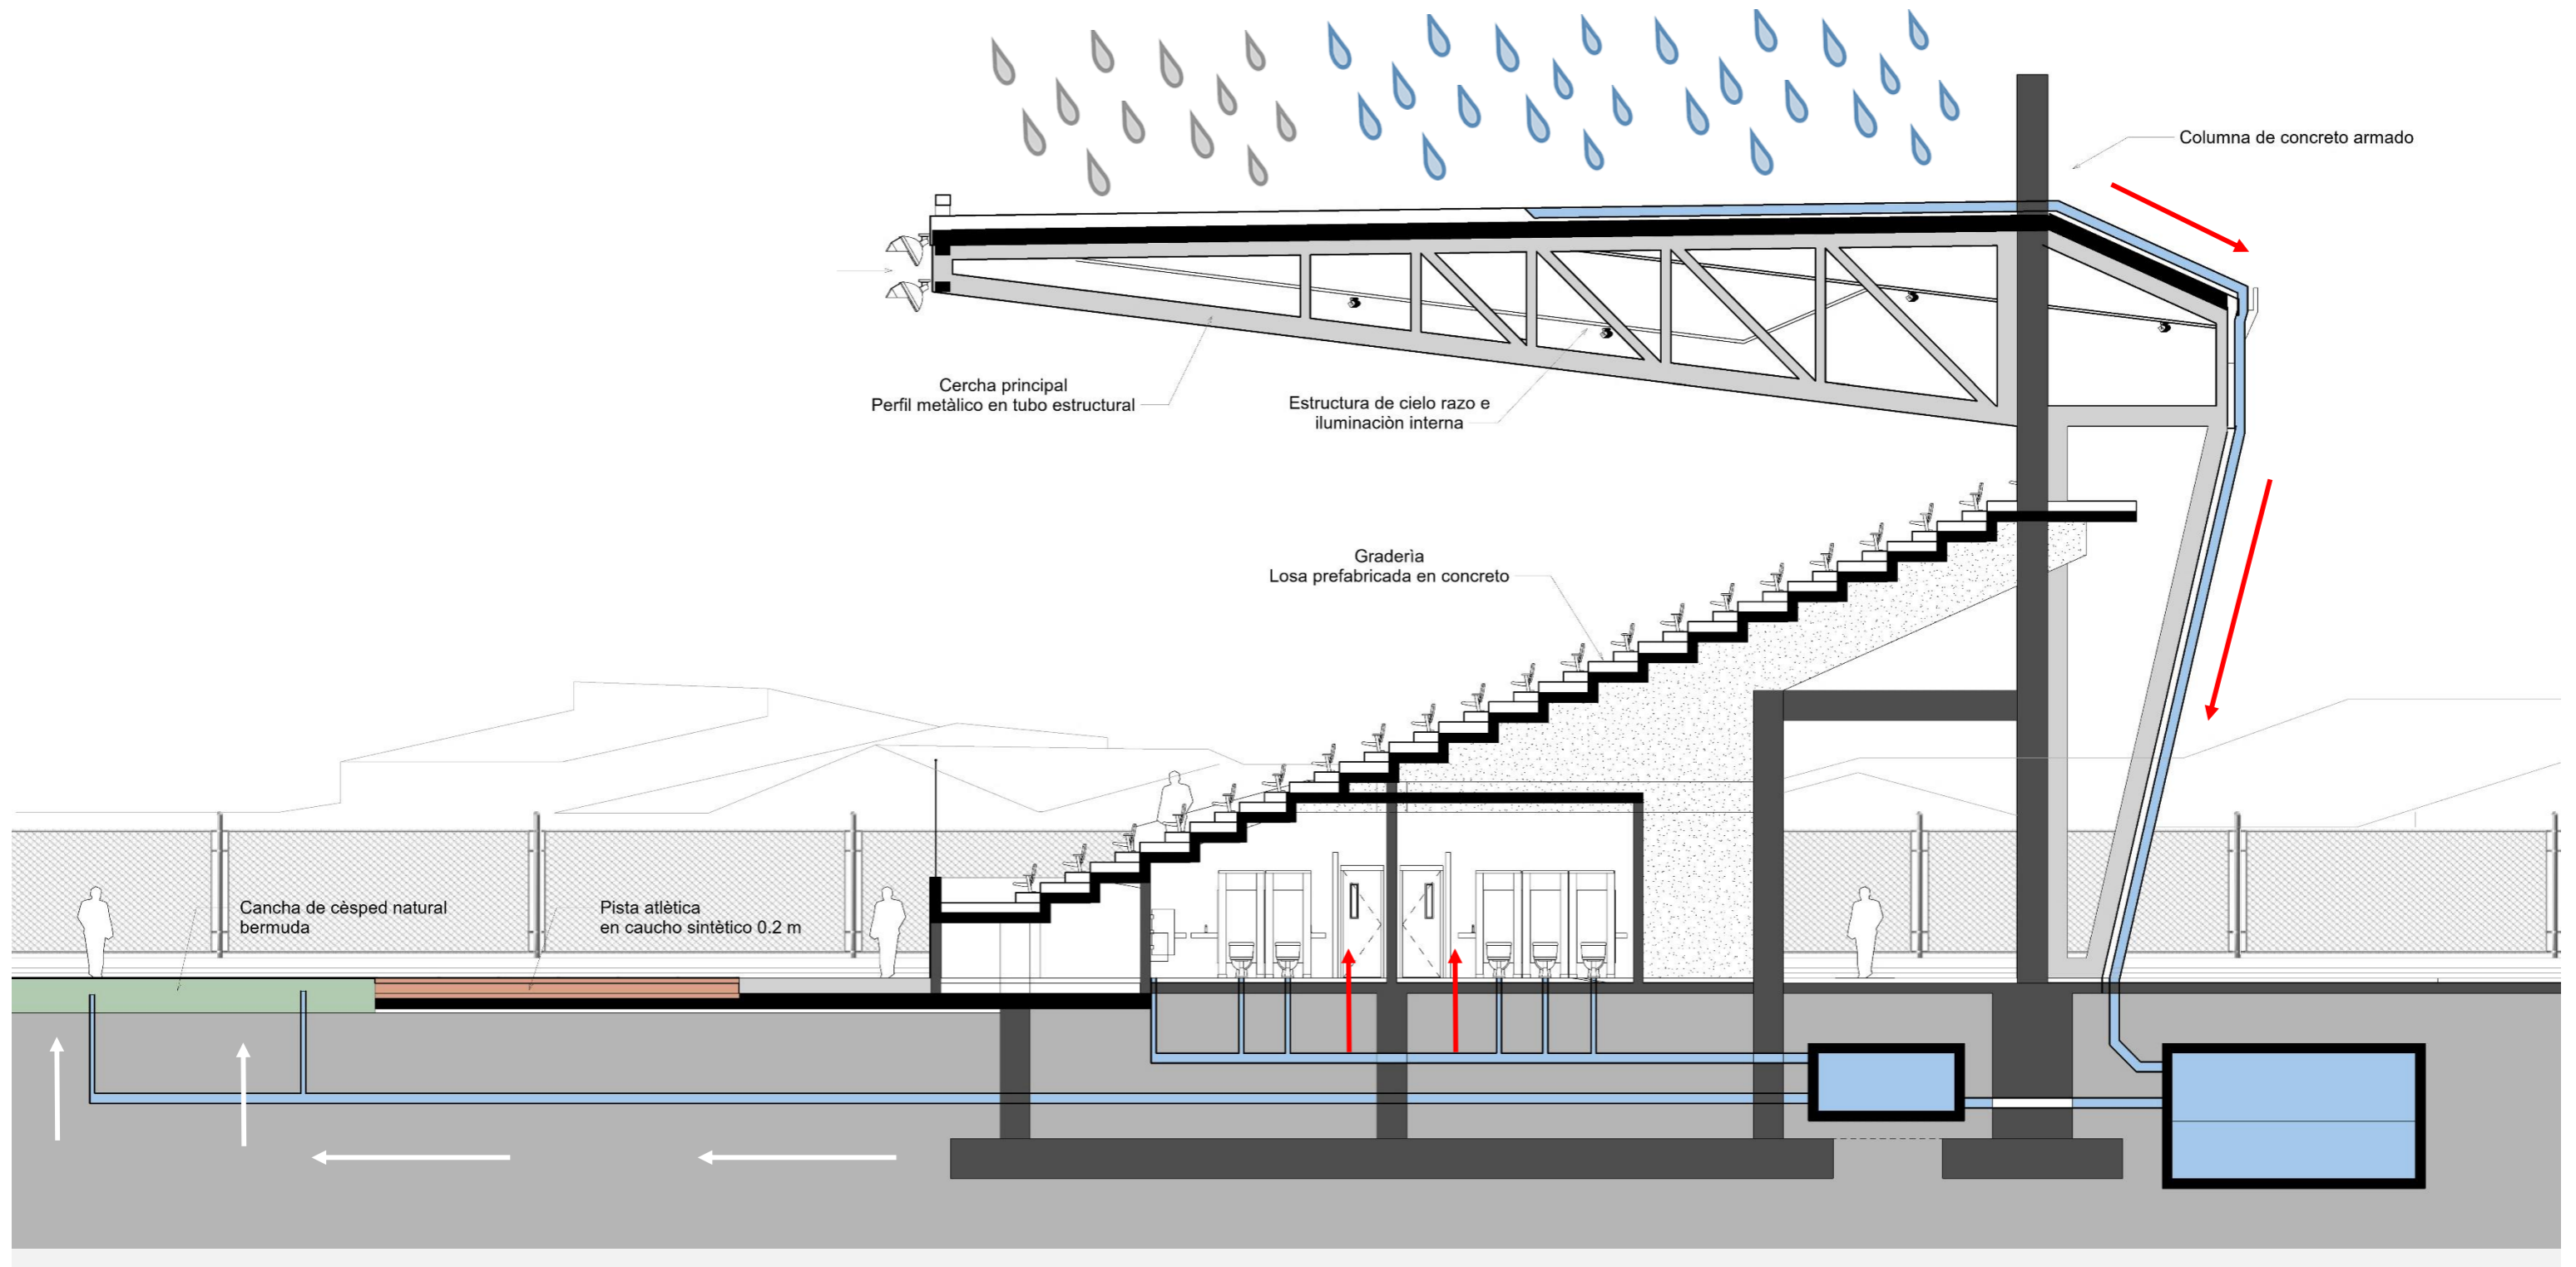 Columna de concreto armado
Cercha principal
Perfil metàlico en tubo estructural
Estructura de cielo razo e
iluminaciòn interna
Graderìa
Losa prefabricada en concreto
Cancha de cèsped natural
bermuda
Pista atlètica
en caucho sintètico 0.2 m